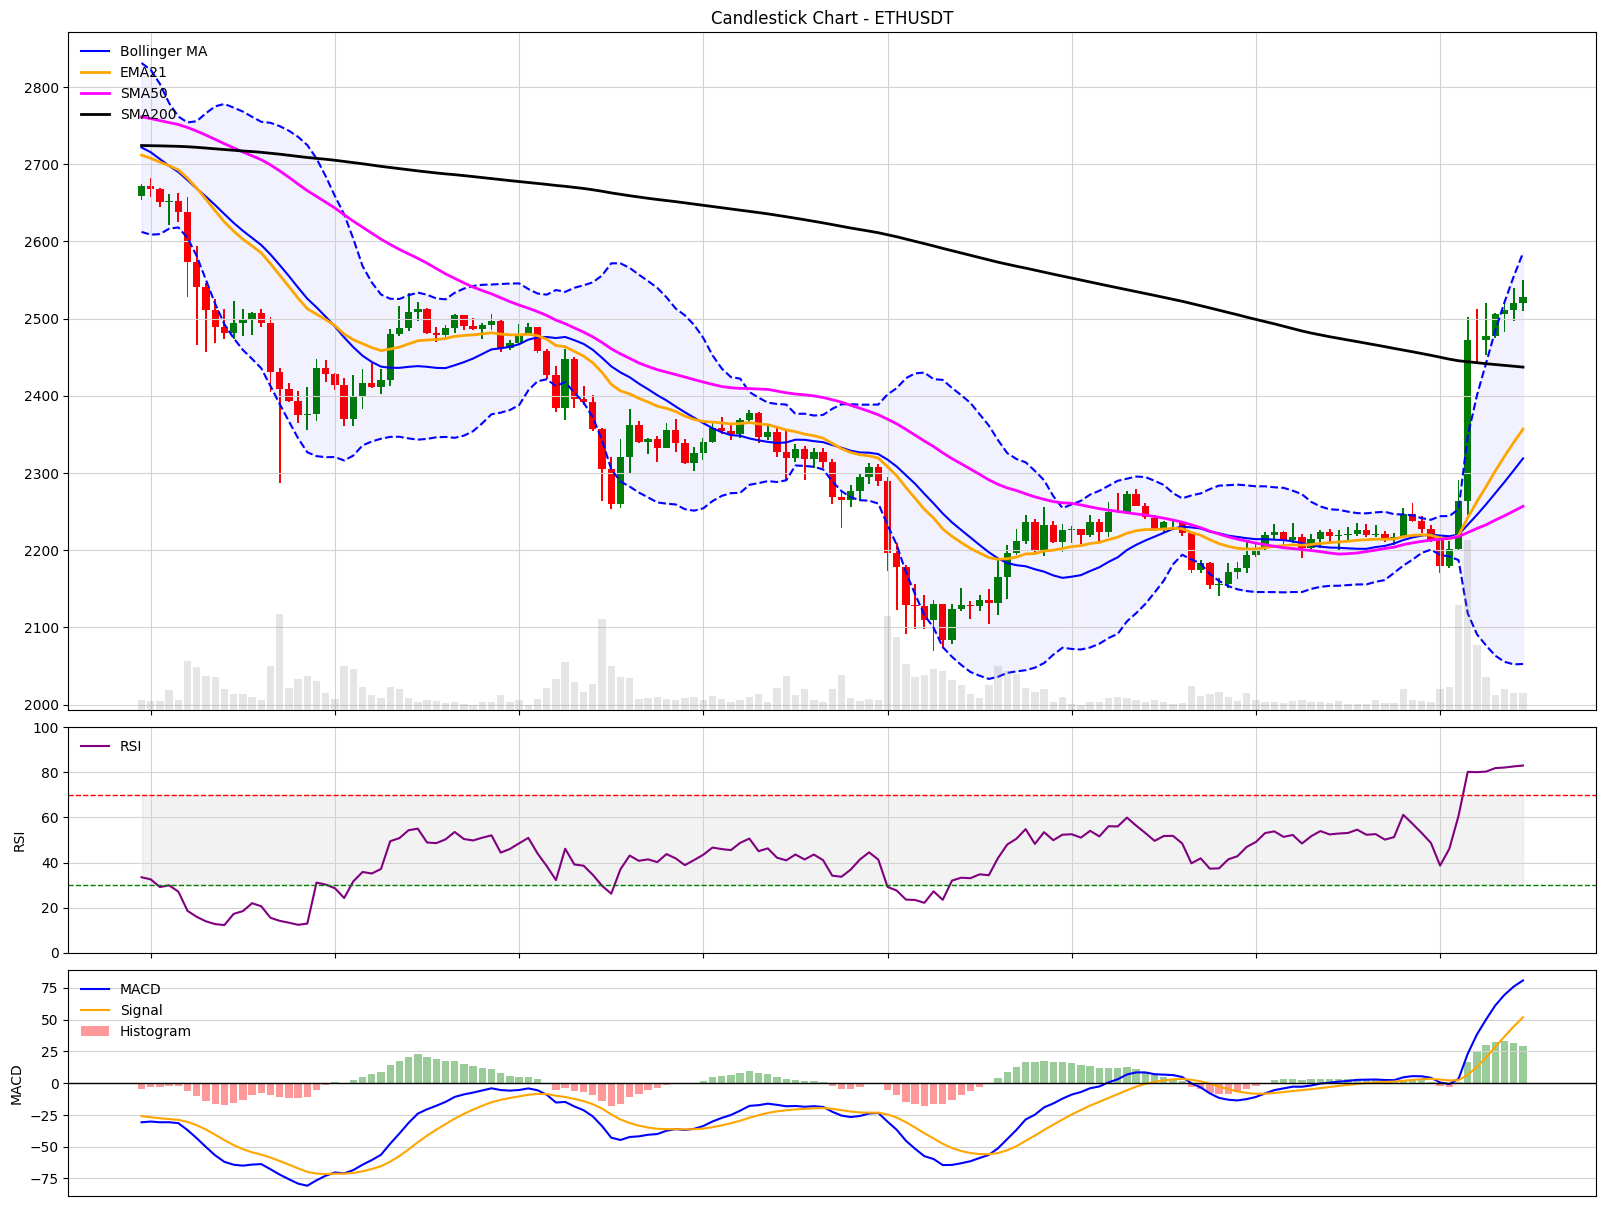 Candlestick Chart - ETHUSDT
Bollinger MA
EMA21
SMA50
SMA200
2800
2700
2600
2500
2400
2300
2200
2100
2000
RSI
100
80
60
40
20
0
RSI
MACD
Signal
Histogram
75
50
25
0
−25
−50
−75
MACD